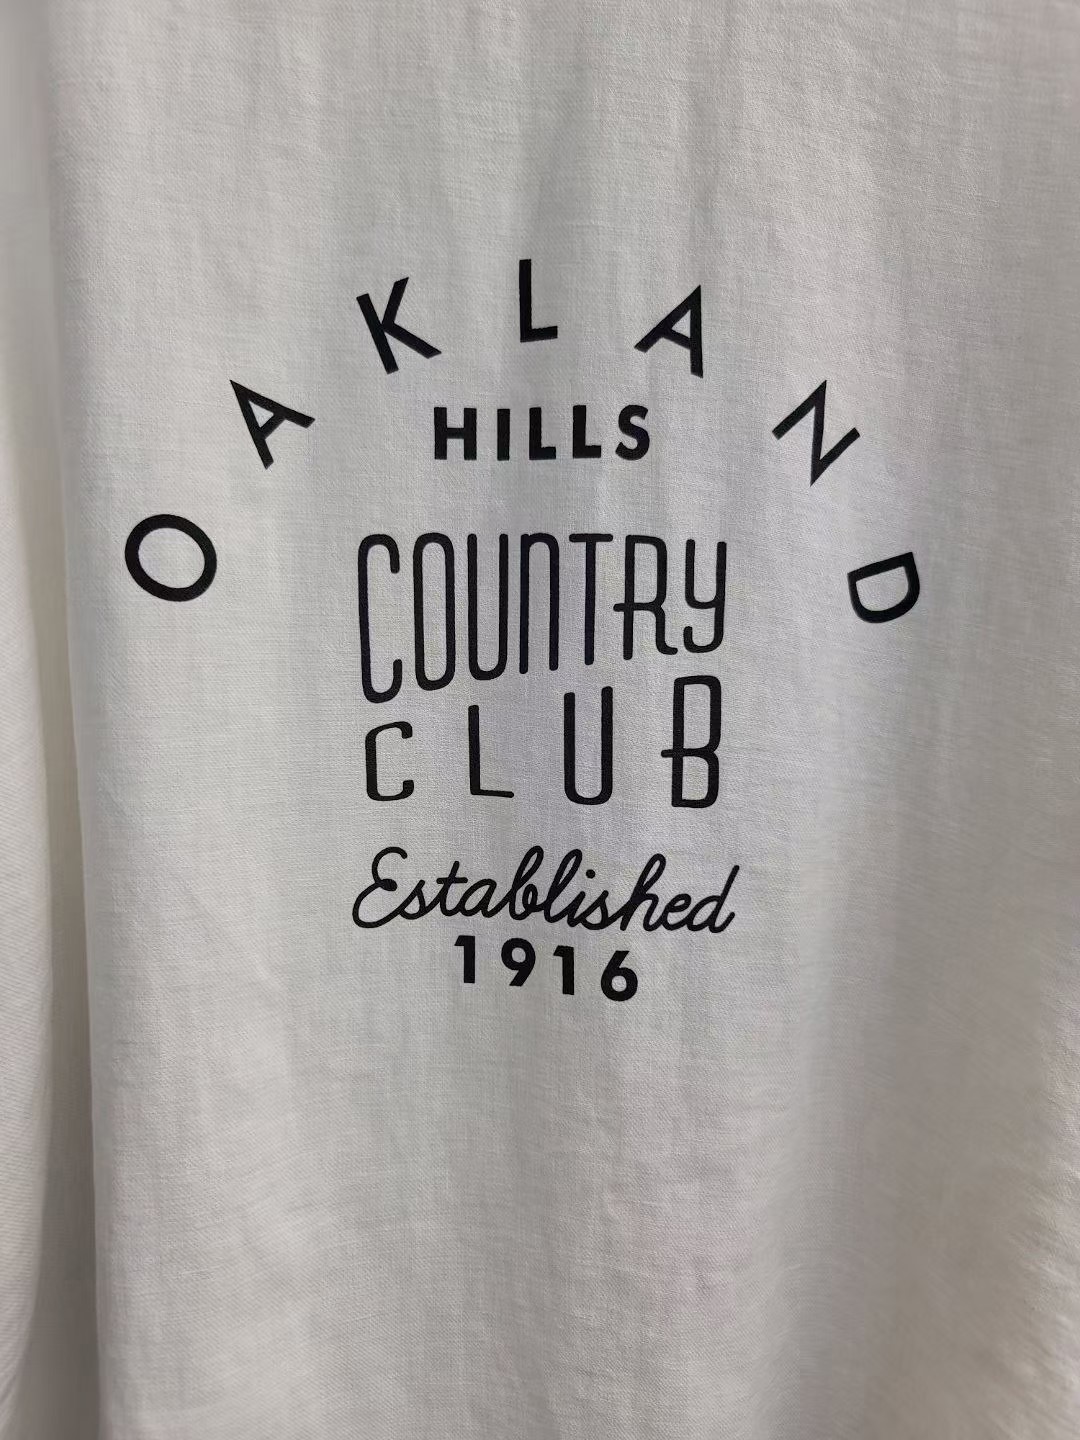 OAKLAND
HILLS
COUNTRY
CLUB
Established
1916